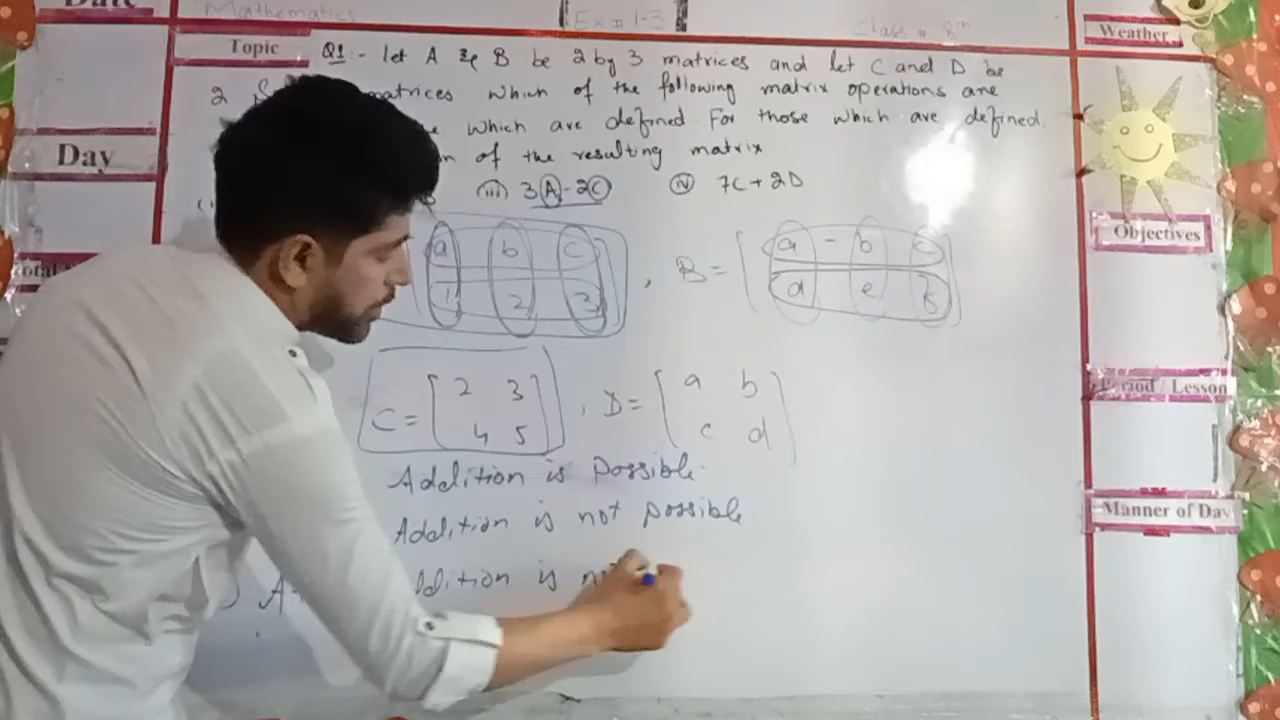 Date
Mathematics
Ex # 1-3
Class # 8th
Weather
Topic
Q1:- let A & B be 2 by 3 matrices and let C and D be
2 matrices which of the following matrix operations are
which are defined For those which are defined.
of the resulting matrix
Day
(iii) 3A-2C
(iv) 7C+2D
Objectives
a b c
1 2 3
, B = [ a - b c
d e f ]
Period / Lesson
C = [ 2 3
4 5 ]
, D = [ a b
c d ]
Addition is Possible.
Manner of Day
Addition is not possible
ddition is